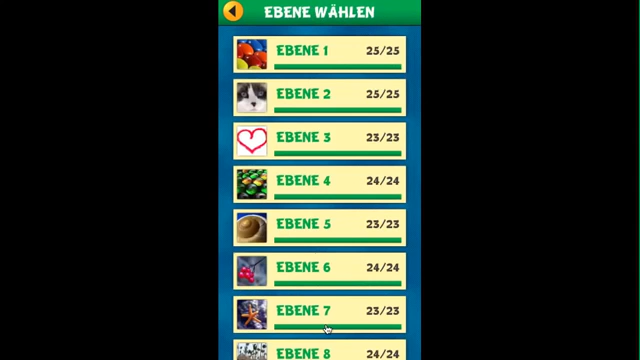 EBENE WÄHLEN
EBENE 1 25/25
EBENE 2 25/25
EBENE 3 23/23
EBENE 4 24/24
EBENE 5 23/23
EBENE 6 24/24
EBENE 7 23/23
EBENE 8 24/24